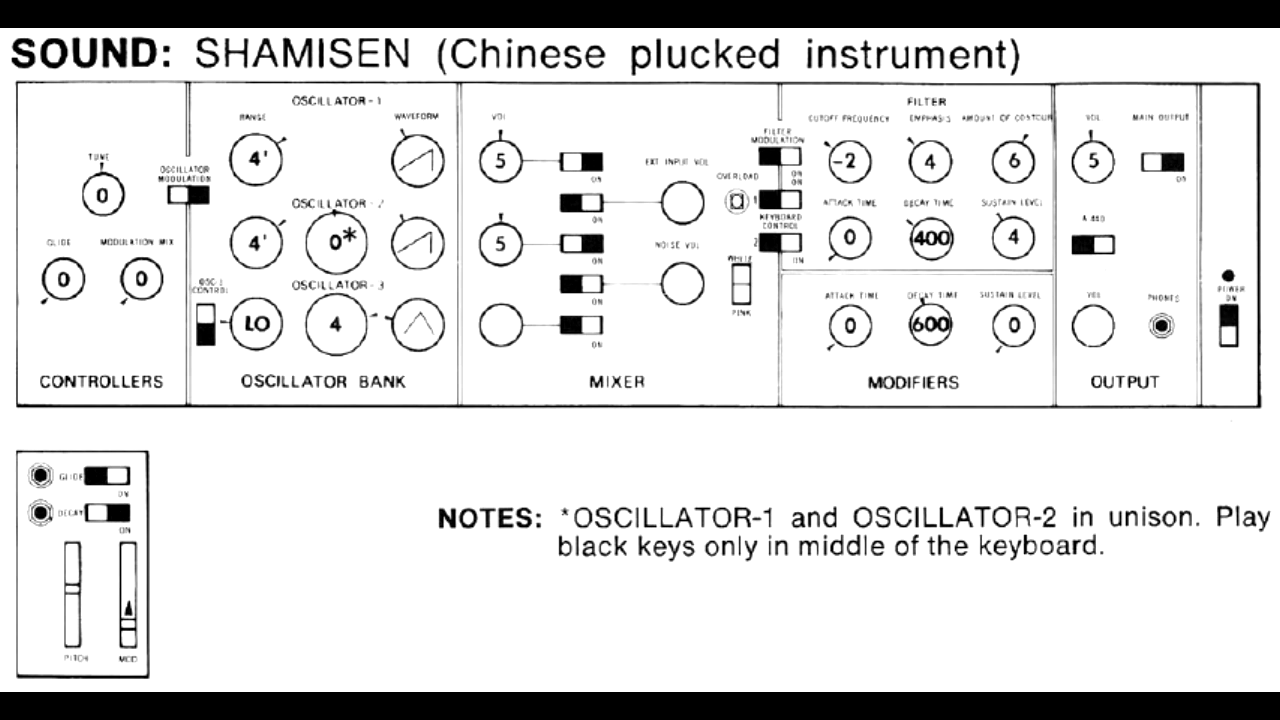 SOUND: SHAMISEN (Chinese plucked instrument)
OSCILLATOR-1
FILTER
RANGE
WAVEFORM
VOL
CUTOFF FREQUENCY
EMPHASIS
AMOUNT OF CONTOUR
VOL
MAIN OUTPUT
FILTER MODULATION
TUNE
4'
5
ON
EXT INPUT VOL
-2
4
6
5
ON
OSCILLATOR MODULATION
OVERLOAD
ON
ON
0
1
OSCILLATOR-2
ON
ATTACK TIME
DECAY TIME
SUSTAIN LEVEL
KEYBOARD CONTROL
A-440
GLIDE
MODULATION MIX
4'
0*
5
NOISE VOL
2
0
400
4
ON
WHITE
ON
0
0
OSC-3 CONTROL
OSCILLATOR-3
ON
PINK
ATTACK TIME
DECAY TIME
SUSTAIN LEVEL
VOL
PHONES
POWER
ON
LO
4
0
600
0
ON
CONTROLLERS
OSCILLATOR BANK
MIXER
MODIFIERS
OUTPUT
GLIDE
ON
DECAY
ON
PITCH
MOD
NOTES: *OSCILLATOR-1 and OSCILLATOR-2 in unison. Play
black keys only in middle of the keyboard.